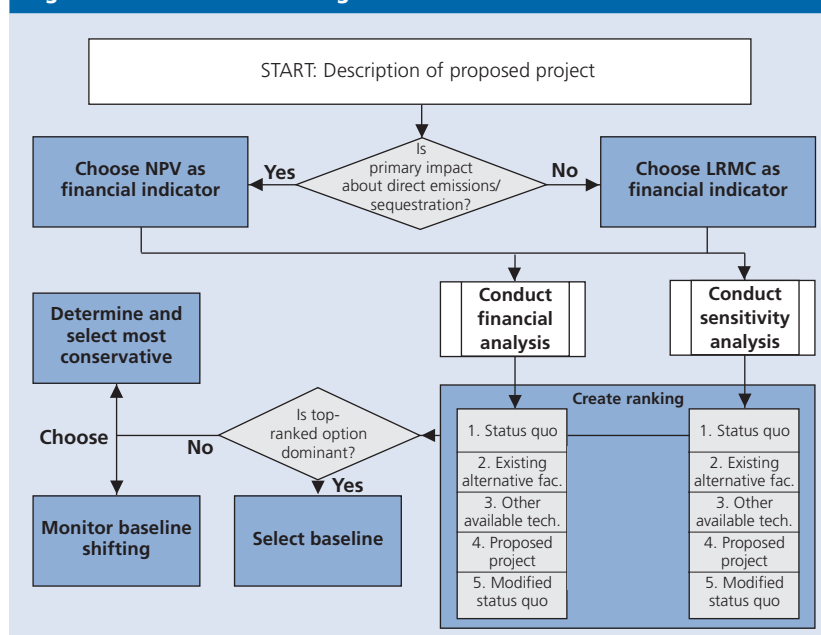 START: Description of proposed project
Is
primary impact
about direct emissions/
sequestration?
Yes
No
Choose NPV as
financial indicator
Choose LRMC as
financial indicator
Conduct
financial
analysis
Conduct
sensitivity
analysis
Determine and
select most
conservative
Create ranking
Is top-
ranked option
dominant?
Choose
No
Yes
1. Status quo
2. Existing
alternative fac.
3. Other
available tech.
4. Proposed
project
5. Modified
status quo
1. Status quo
2. Existing
alternative fac.
3. Other
available tech.
4. Proposed
project
5. Modified
status quo
Monitor baseline
shifting
Select baseline